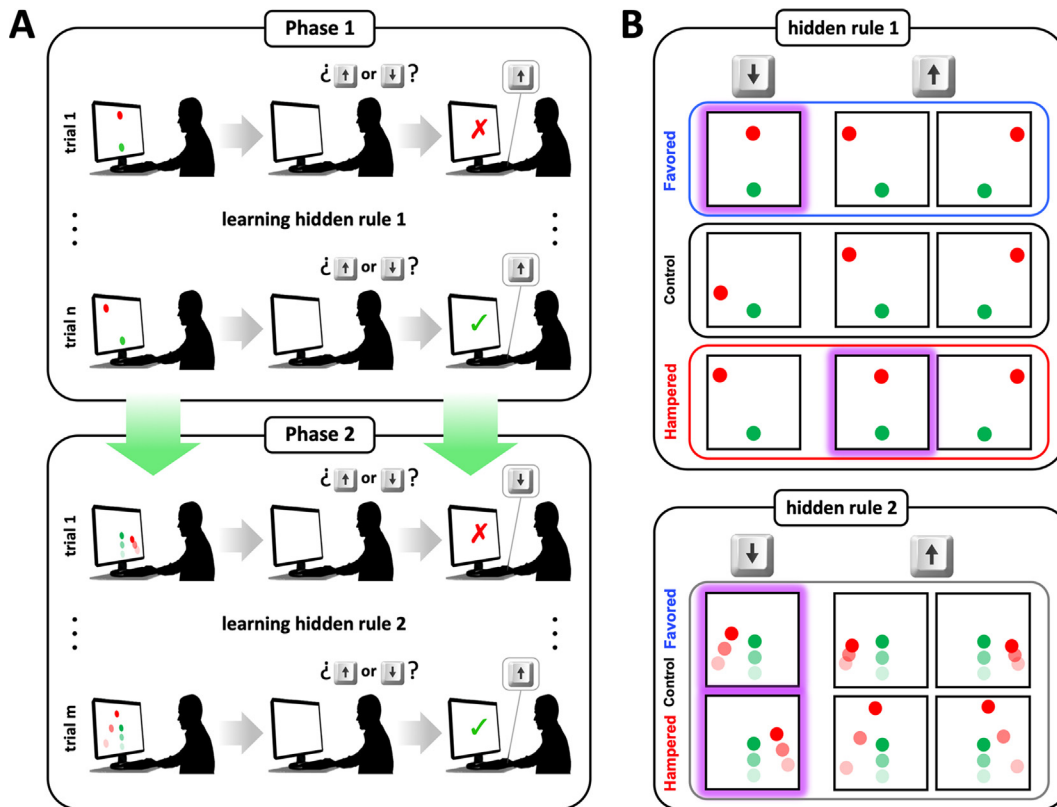 A
Phase 1
¿ ↑ or ↓ ?
↑
trial 1
✗
learning hidden rule 1
¿ ↑ or ↓ ?
↑
trial n
✓
Phase 2
¿ ↑ or ↓ ?
↓
trial 1
✗
learning hidden rule 2
¿ ↑ or ↓ ?
↑
trial m
✓
B
hidden rule 1
↓ ↑
Favored
Control
Hampered
hidden rule 2
↓ ↑
Favored
Control
Hampered